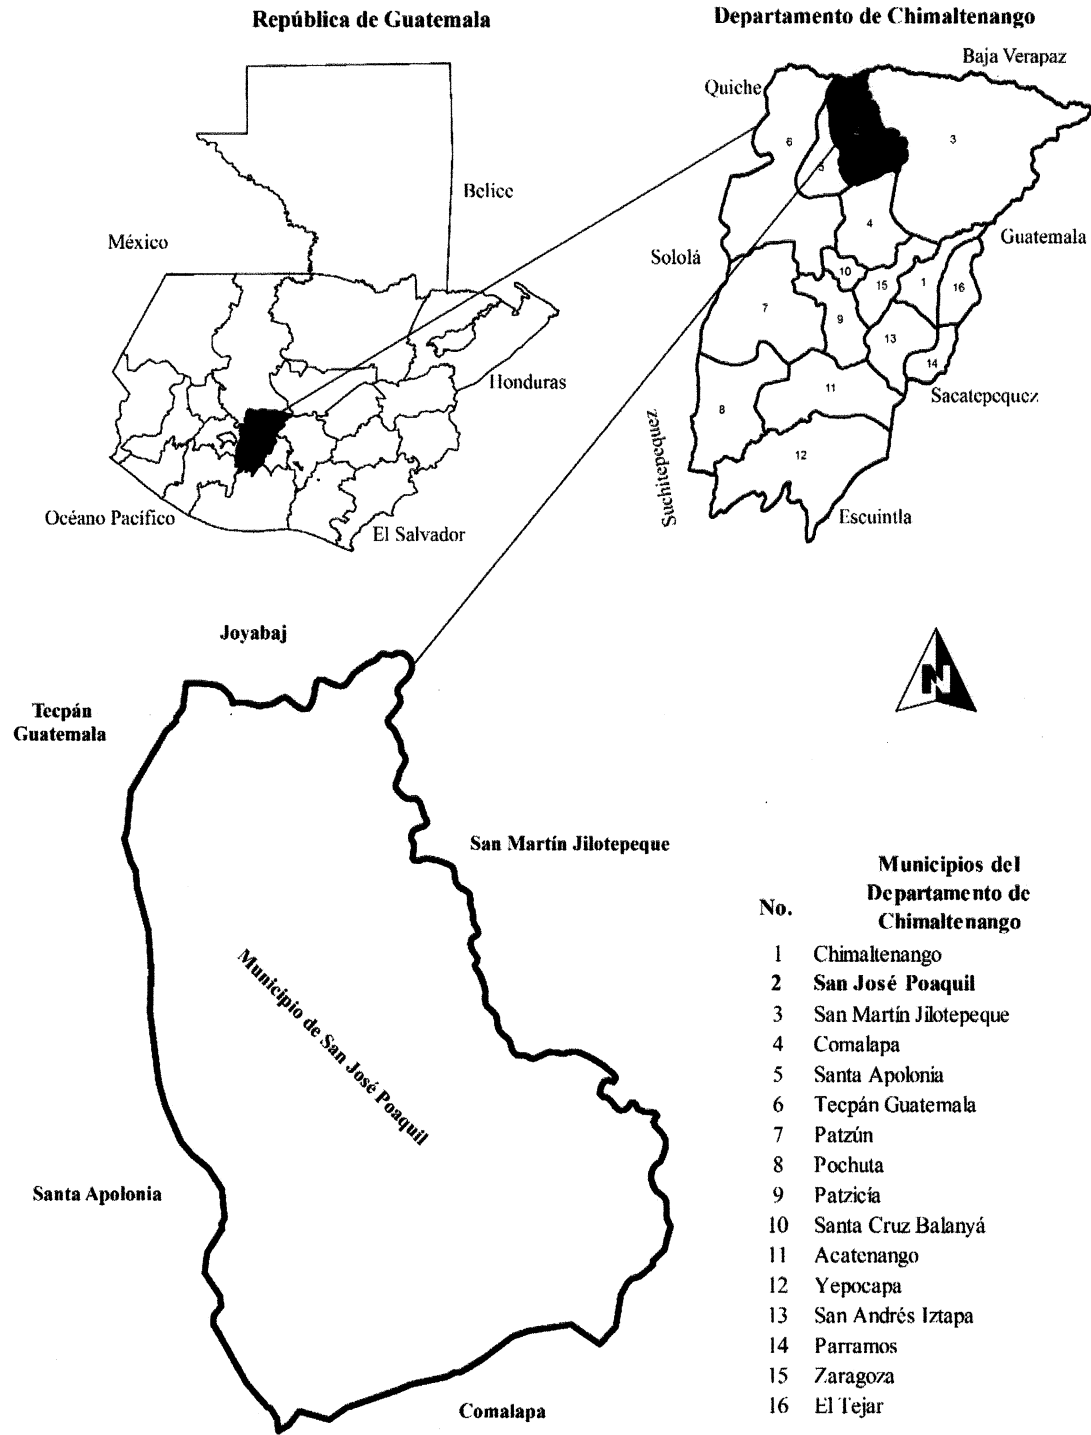 República de Guatemala
Departamento de Chimaltenango
Baja Verapaz
Quiche
6
3
5
Belice
México
4
Guatemala
Sololá
10
15
1
16
7
9
13
14
Honduras
11
Sacatepequez
8
Suchitepequez
12
Océano Pacífico
El Salvador
Escuintla
Joyabaj
N
Tecpán
Guatemala
San Martín Jilotepeque
Municipio de San José Poaquil
Santa Apolonia
Comalapa
No.
Municipios del
Departamento de
Chimaltenango
1 Chimaltenango
2 San José Poaquil
3 San Martín Jilotepeque
4 Comalapa
5 Santa Apolonia
6 Tecpán Guatemala
7 Patzún
8 Pochuta
9 Patzicía
10 Santa Cruz Balanyá
11 Acatenango
12 Yepocapa
13 San Andrés Iztapa
14 Parramos
15 Zaragoza
16 El Tejar